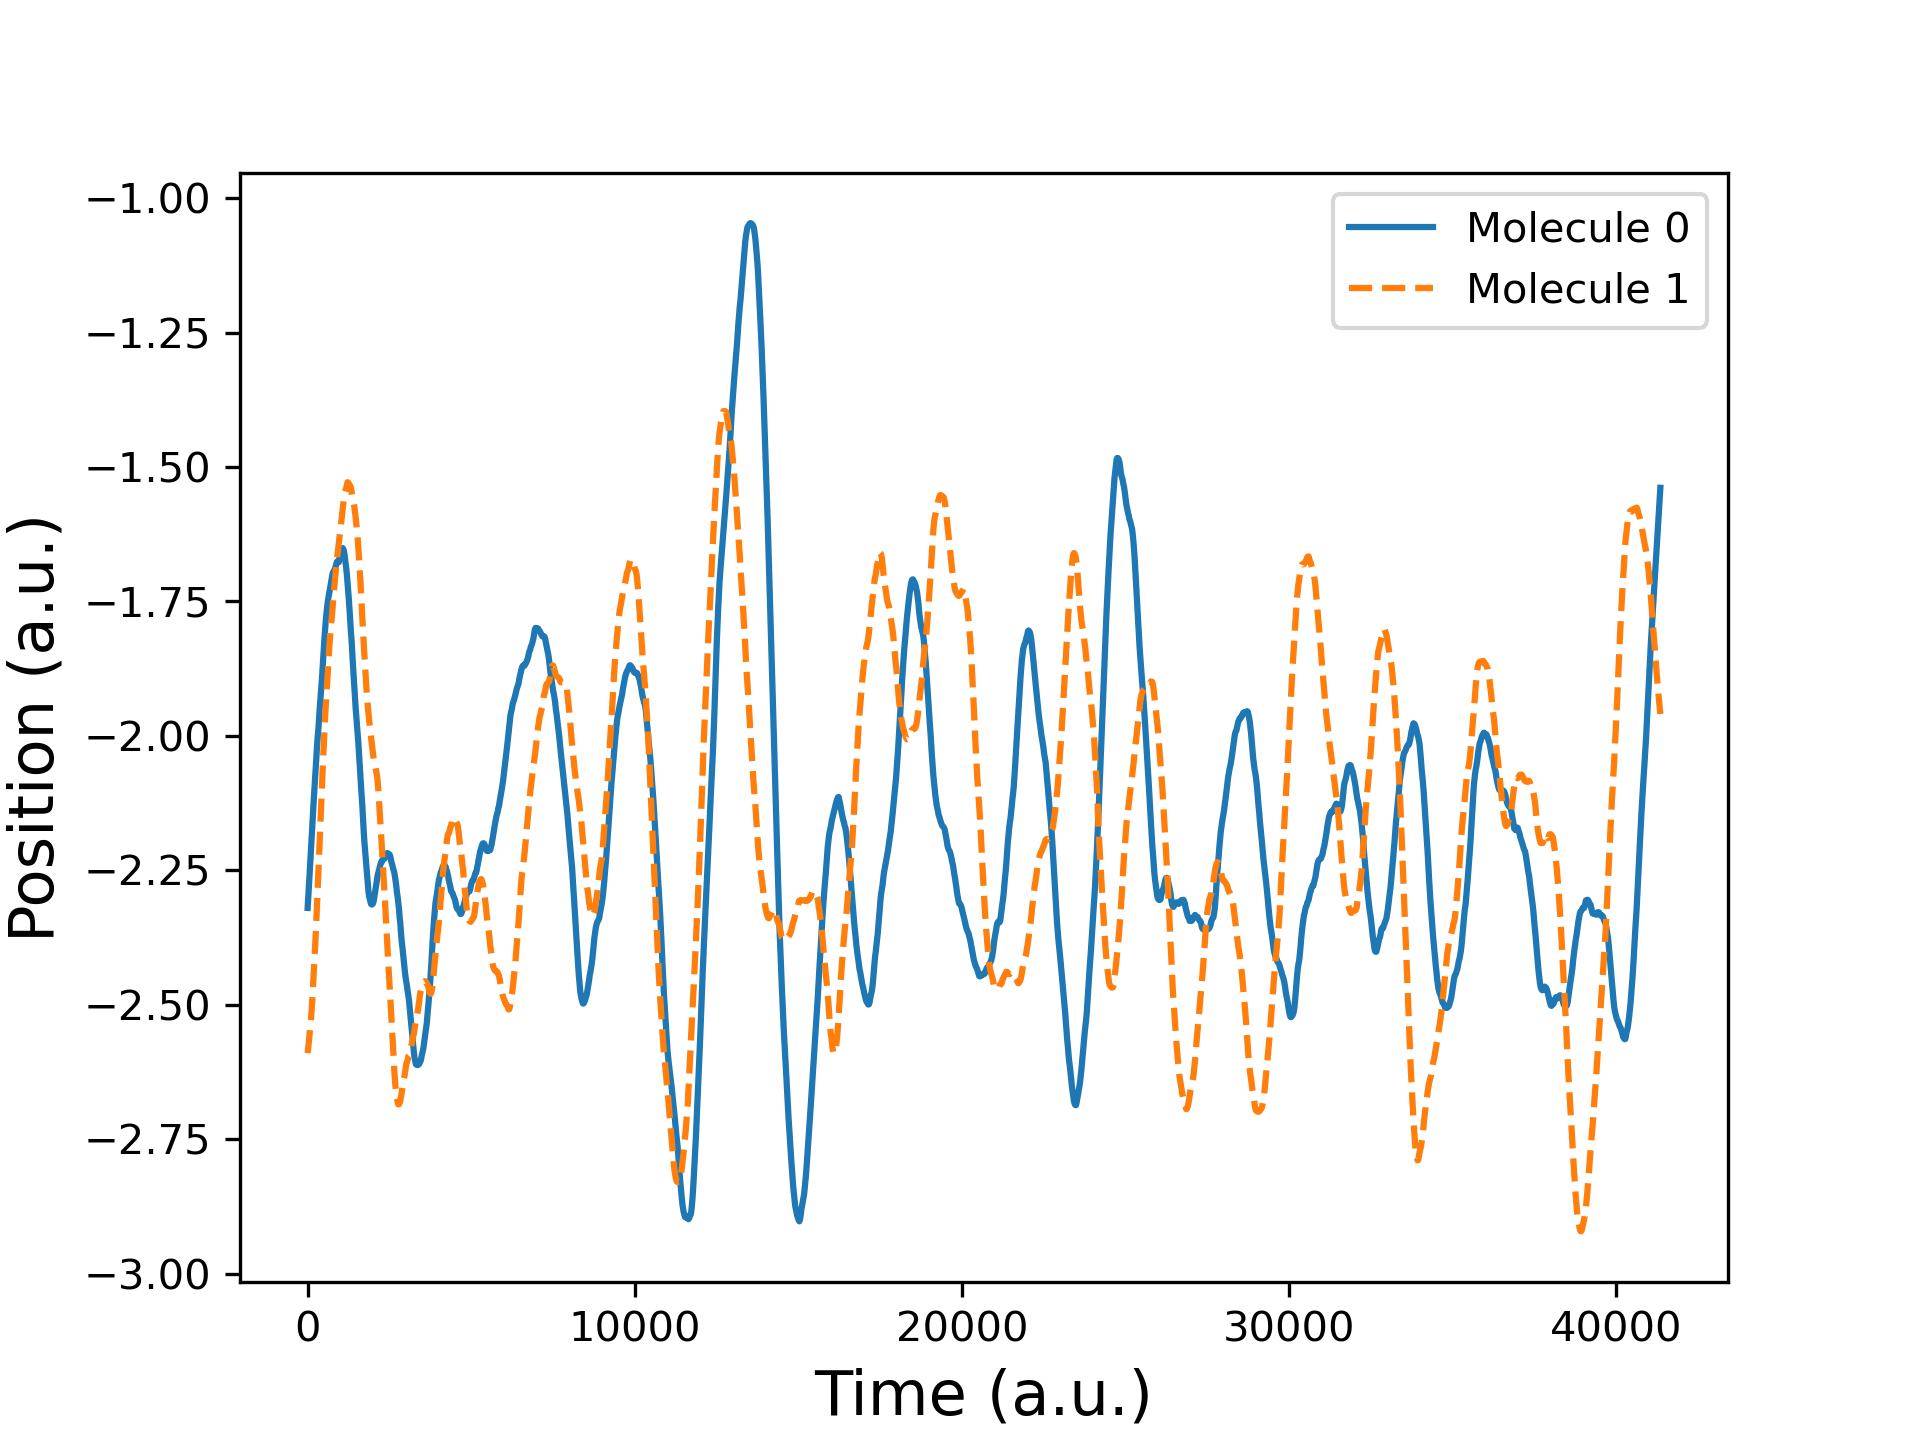 Molecule 0
Molecule 1
−1.00
−1.25
−1.50
−1.75
−2.00
−2.25
−2.50
−2.75
−3.00
Position (a.u.)
0 10000 20000 30000 40000
Time (a.u.)